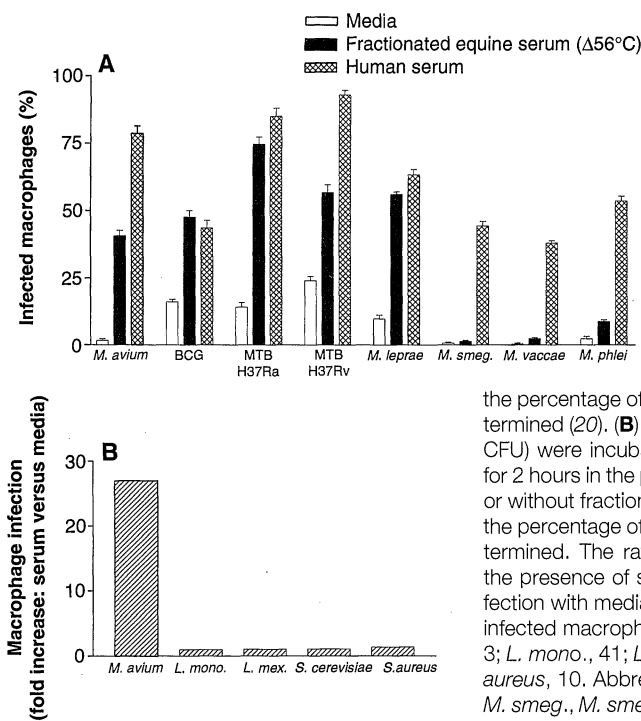 Media
Fractionated equine serum (Δ56°C)
Human serum
A
Infected macrophages (%)
100
75
50
25
0
M. avium
BCG
MTB
H37Ra
MTB
H37Rv
M. leprae
M. smeg.
M. vaccae
M. phlei
B
Macrophage infection
(fold increase: serum versus media)
30
20
10
0
M. avium
L. mono.
L. mex.
S. cerevisiae
S.aureus
the percentage of
termined (20). (B)
CFU) were incub
for 2 hours in the p
or without fraction
the percentage of
termined. The ra
the presence of s
fection with media
infected macroph
3; L. mono., 41; L
aureus, 10. Abbre
M. smeg., M. sme